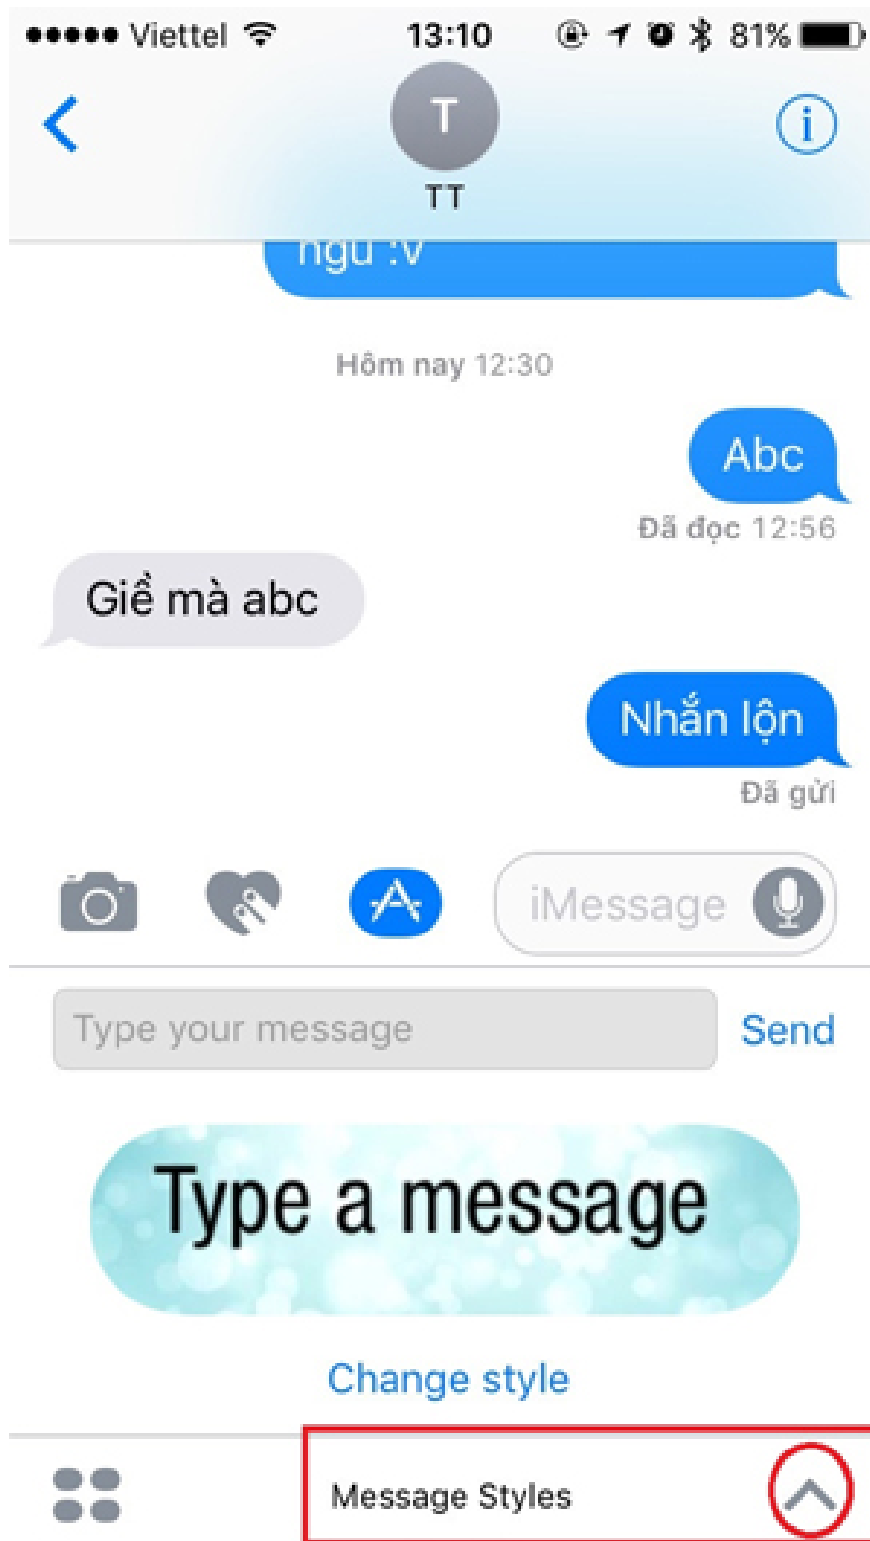 Viettel 13:10 81%
T
TT
ngủ :v
Hôm nay 12:30
Abc
Đã đọc 12:56
Giề mà abc
Nhắn lộn
Đã gửi
iMessage
Type your message Send
Type a message
Change style
Message Styles